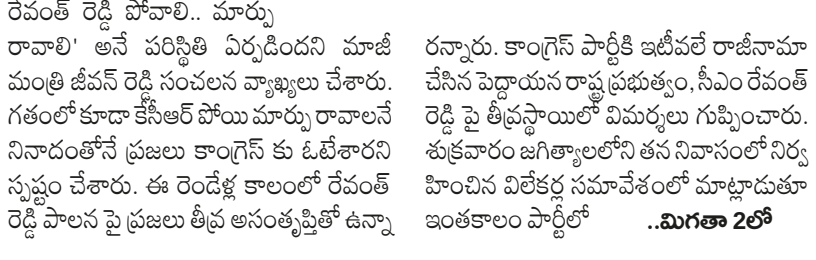 రేవంత్ రెడ్డి పోవాలి.. మార్పు
రావాలి' అనే పరిస్థితి ఏర్పడిందని మాజీ
మంత్రి జీవన్ రెడ్డి సంచలన వ్యాఖ్యలు చేశారు.
గతంలో కూడా కేసీఆర్ పోయి మార్పు రావాలనే
నినాదంతోనే ప్రజలు కాంగ్రెస్ కు ఓటేశారని
స్పష్టం చేశారు. ఈ రెండేళ్ల కాలంలో రేవంత్
రెడ్డి పాలన పై ప్రజలు తీవ్ర అసంతృప్తితో ఉన్నా
రన్నారు. కాంగ్రెస్ పార్టీకి ఇటీవలే రాజీనామా
చేసిన పెద్దాయన రాష్ట్ర ప్రభుత్వం, సీఎం రేవంత్
రెడ్డి పై తీవ్రస్థాయిలో విమర్శలు గుప్పించారు.
శుక్రవారం జగిత్యాలలోని తన నివాసంలో నిర్వ
హించిన విలేకర్ల సమావేశంలో మాట్లాడుతూ
ఇంతకాలం పార్టీలో ..మిగతా 2లో